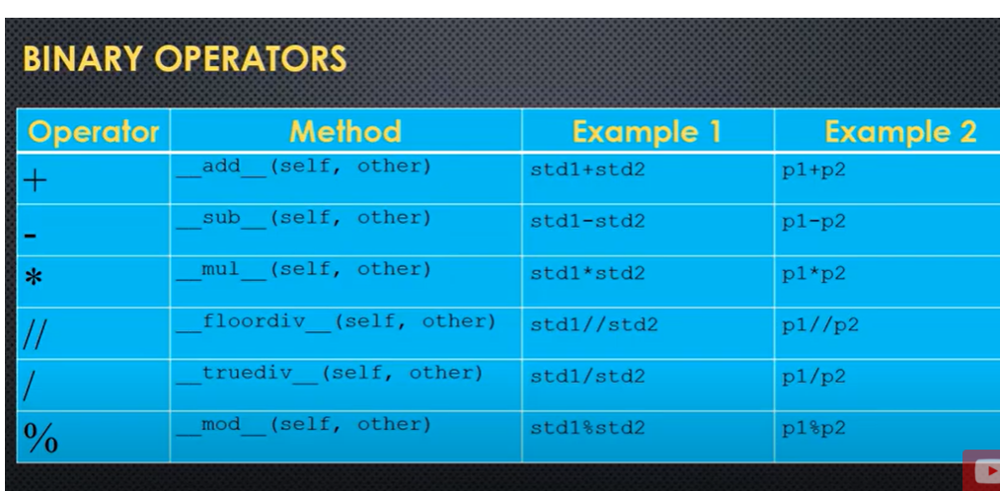 BINARY OPERATORS
Operator Method Example 1 Example 2
+ __add__(self, other) std1+std2 p1+p2
- __sub__(self, other) std1-std2 p1-p2
* __mul__(self, other) std1*std2 p1*p2
// __floordiv__(self, other) std1//std2 p1//p2
/ __truediv__(self, other) std1/std2 p1/p2
% __mod__(self, other) std1%std2 p1%p2